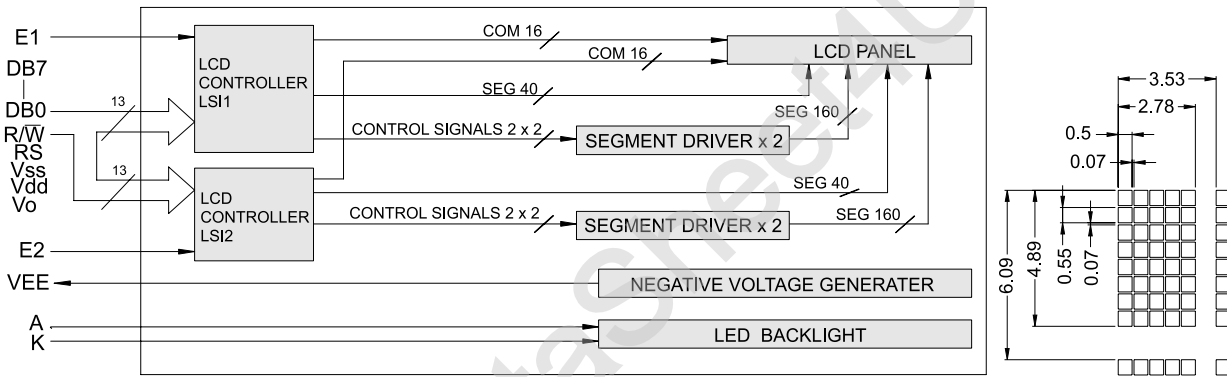 E1
DB7
DB0
R/W
RS
Vss
Vdd
Vo
E2
VEE
A
K
13
13
LCD
CONTROLLER
LSI1
LCD
CONTROLLER
LSI2
COM 16
COM 16
SEG 40
CONTROL SIGNALS 2 x 2
SEGMENT DRIVER x 2
SEG 160
LCD PANEL
SEG 40
CONTROL SIGNALS 2 x 2
SEGMENT DRIVER x 2
SEG 160
NEGATIVE VOLTAGE GENERATER
LED BACKLIGHT
3.53
2.78
0.5
0.07
6.09
4.89
0.55
0.07
taSheet4U